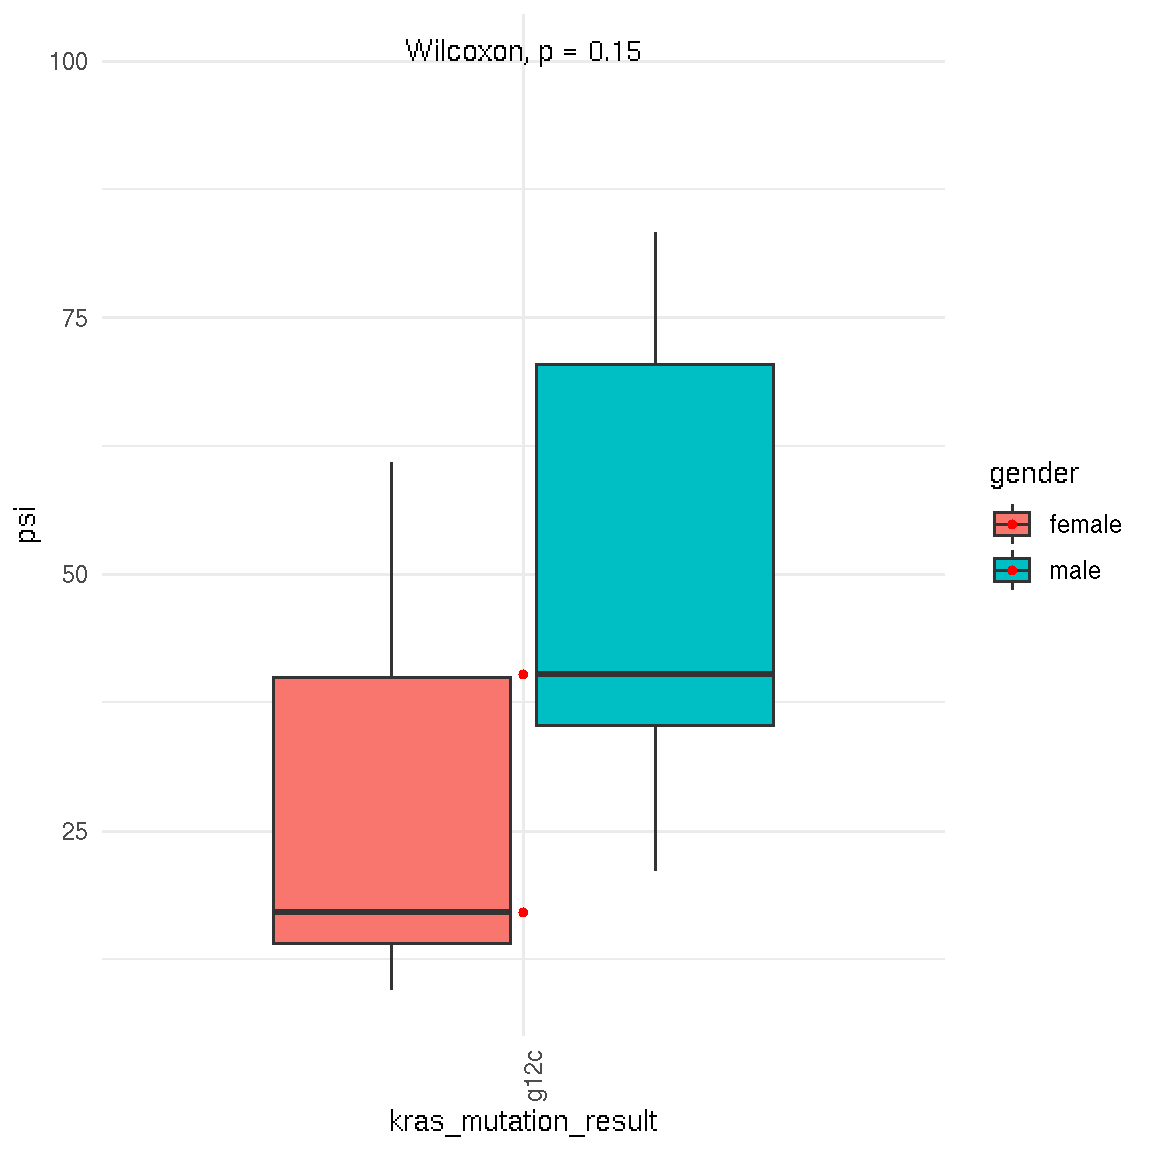 Wilcoxon, p = 0.15
100
75
50
25
psi
g12c
kras_mutation_result
gender
female
male